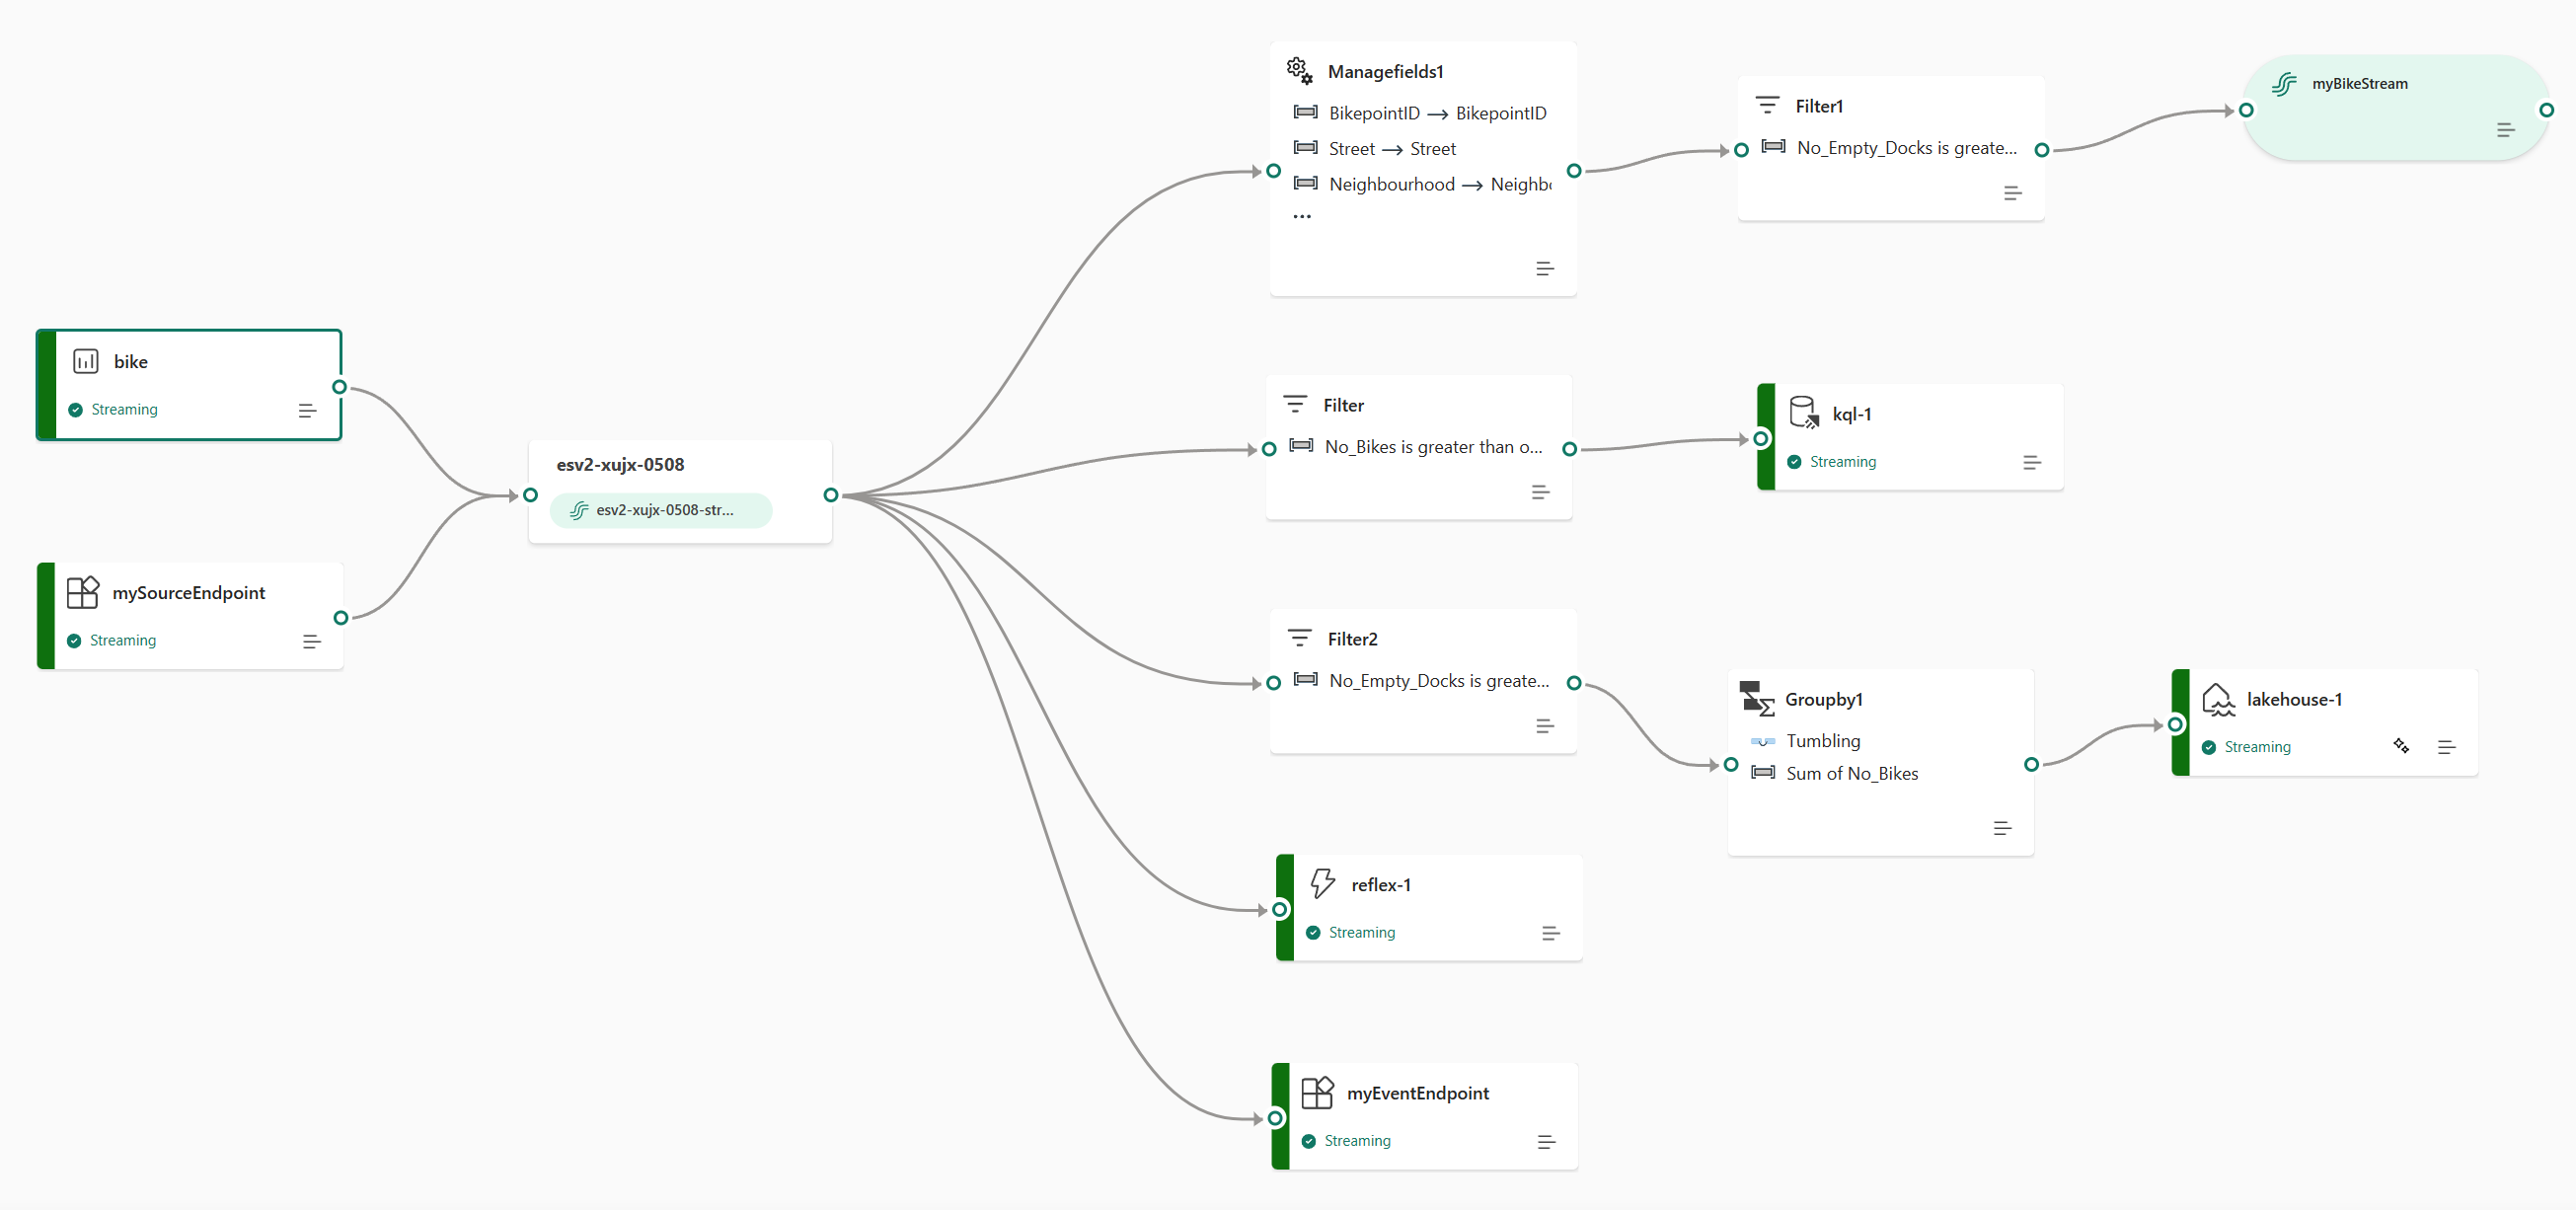 bike
Streaming
mySourceEndpoint
Streaming
esv2-xujx-0508
esv2-xujx-0508-str...
Managefields1
BikepointID → BikepointID
Street → Street
Neighbourhood → Neighb
...
Filter1
No_Empty_Docks is greate...
myBikeStream
Filter
No_Bikes is greater than o...
kql-1
Streaming
Filter2
No_Empty_Docks is greate...
Groupby1
Tumbling
Sum of No_Bikes
lakehouse-1
Streaming
reflex-1
Streaming
myEventEndpoint
Streaming